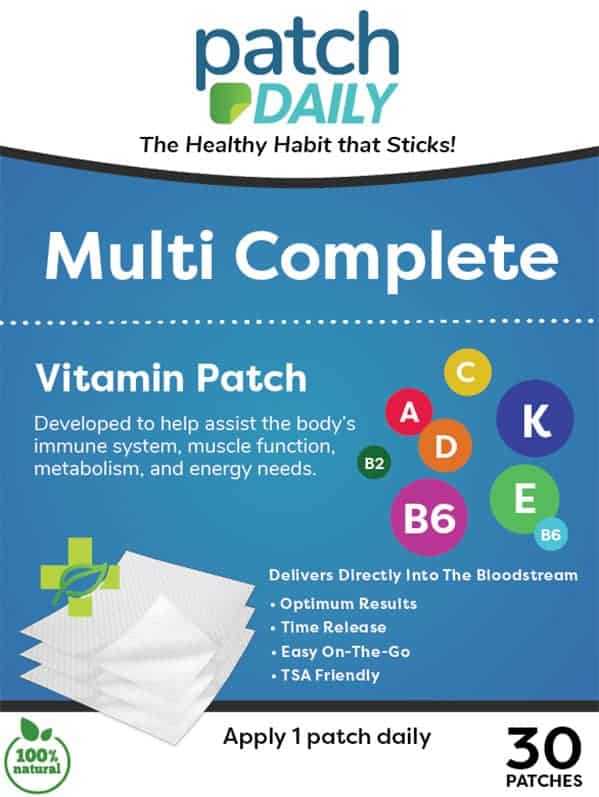 patch
DAILY
The Healthy Habit that Sticks!
Multi Complete
Vitamin Patch
Developed to help assist the body's
immune system, muscle function,
metabolism, and energy needs.
C
A
K
D
B2
E
B6
B6
Delivers Directly Into The Bloodstream
• Optimum Results
• Time Release
• Easy On-The-Go
• TSA Friendly
100%
natural
Apply 1 patch daily
30
PATCHES